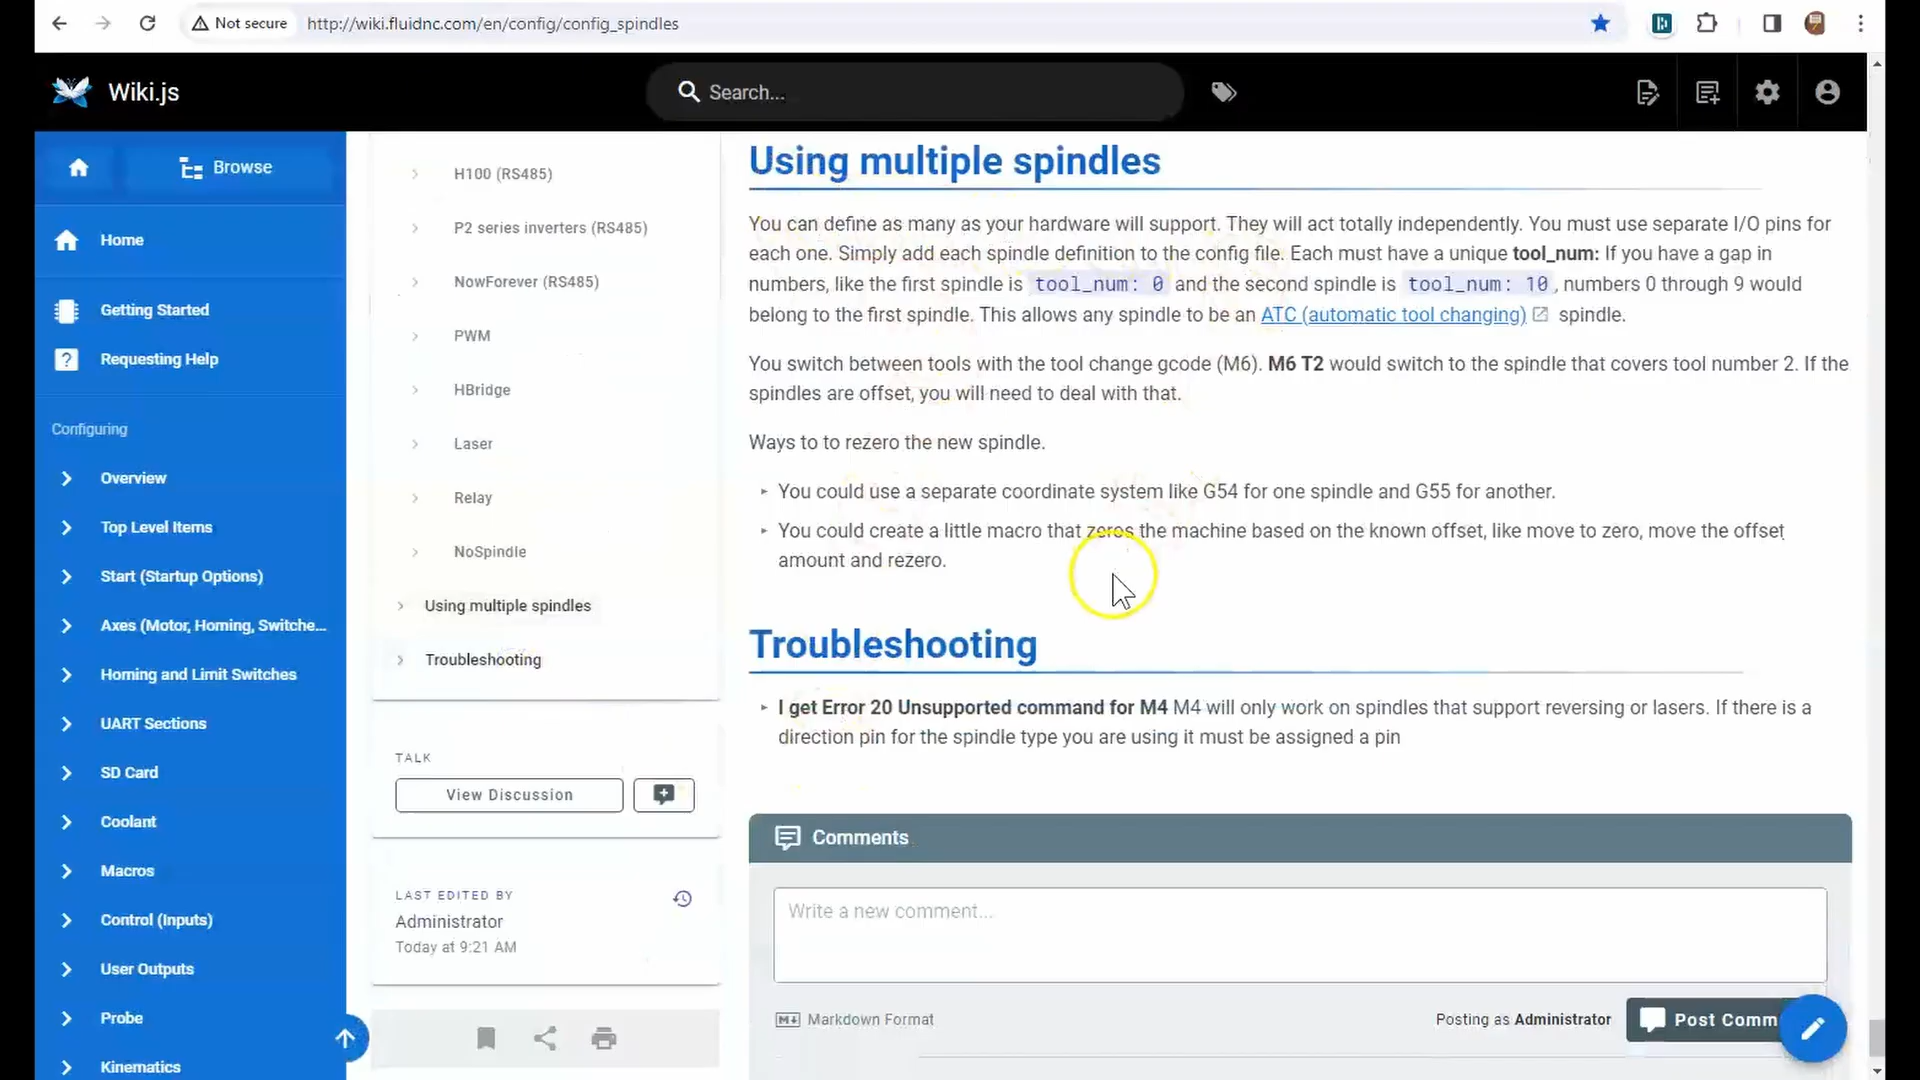 Not secure
http://wiki.fluidnc.com/en/config/config_spindles
Wiki.js
Search...
Browse
Home
Getting Started
Requesting Help
Configuring
Overview
Top Level Items
Start (Startup Options)
Axes (Motor, Homing, Switche...
Homing and Limit Switches
UART Sections
SD Card
Coolant
Macros
Control (Inputs)
User Outputs
Probe
Kinematics
H100 (RS485)
P2 series inverters (RS485)
NowForever (RS485)
PWM
HBridge
Laser
Relay
NoSpindle
Using multiple spindles
Troubleshooting
TALK
View Discussion
LAST EDITED BY
Administrator
Today at 9:21 AM
Using multiple spindles
You can define as many as your hardware will support. They will act totally independently. You must use separate I/O pins for
each one. Simply add each spindle definition to the config file. Each must have a unique tool_num: If you have a gap in
numbers, like the first spindle is tool_num: 0 and the second spindle is tool_num: 10, numbers 0 through 9 would
belong to the first spindle. This allows any spindle to be an ATC (automatic tool changing) spindle.
You switch between tools with the tool change gcode (M6). M6 T2 would switch to the spindle that covers tool number 2. If the
spindles are offset, you will need to deal with that.
Ways to to rezero the new spindle.
You could use a separate coordinate system like G54 for one spindle and G55 for another.
You could create a little macro that zeros the machine based on the known offset, like move to zero, move the offset
amount and rezero.
Troubleshooting
I get Error 20 Unsupported command for M4 M4 will only work on spindles that support reversing or lasers. If there is a
direction pin for the spindle type you are using it must be assigned a pin
Comments
Write a new comment...
Markdown Format
Posting as Administrator
Post Comm